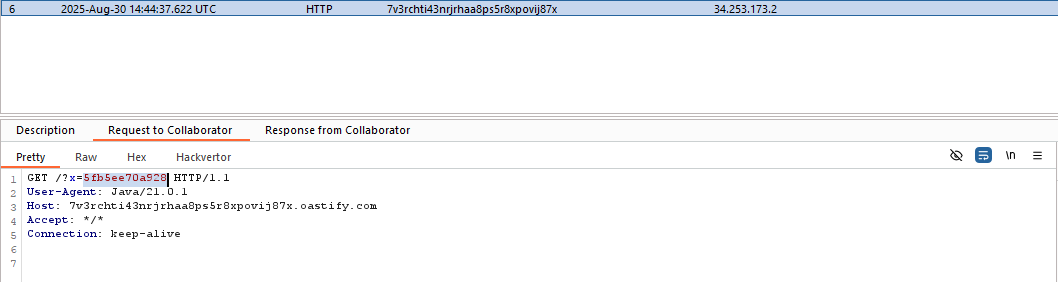 6 2025-Aug-30 14:44:37.622 UTC HTTP 7v3rchti43nrjrhaa8ps5r8xpovij87x 34.253.173.2
Description Request to Collaborator Response from Collaborator
Pretty Raw Hex Hackvertor \n
1 GET /?x=5fb5ee70a928 HTTP/1.1
2 User-Agent: Java/21.0.1
3 Host: 7v3rchti43nrjrhaa8ps5r8xpovij87x.oastify.com
4 Accept: */*
5 Connection: keep-alive
6
7